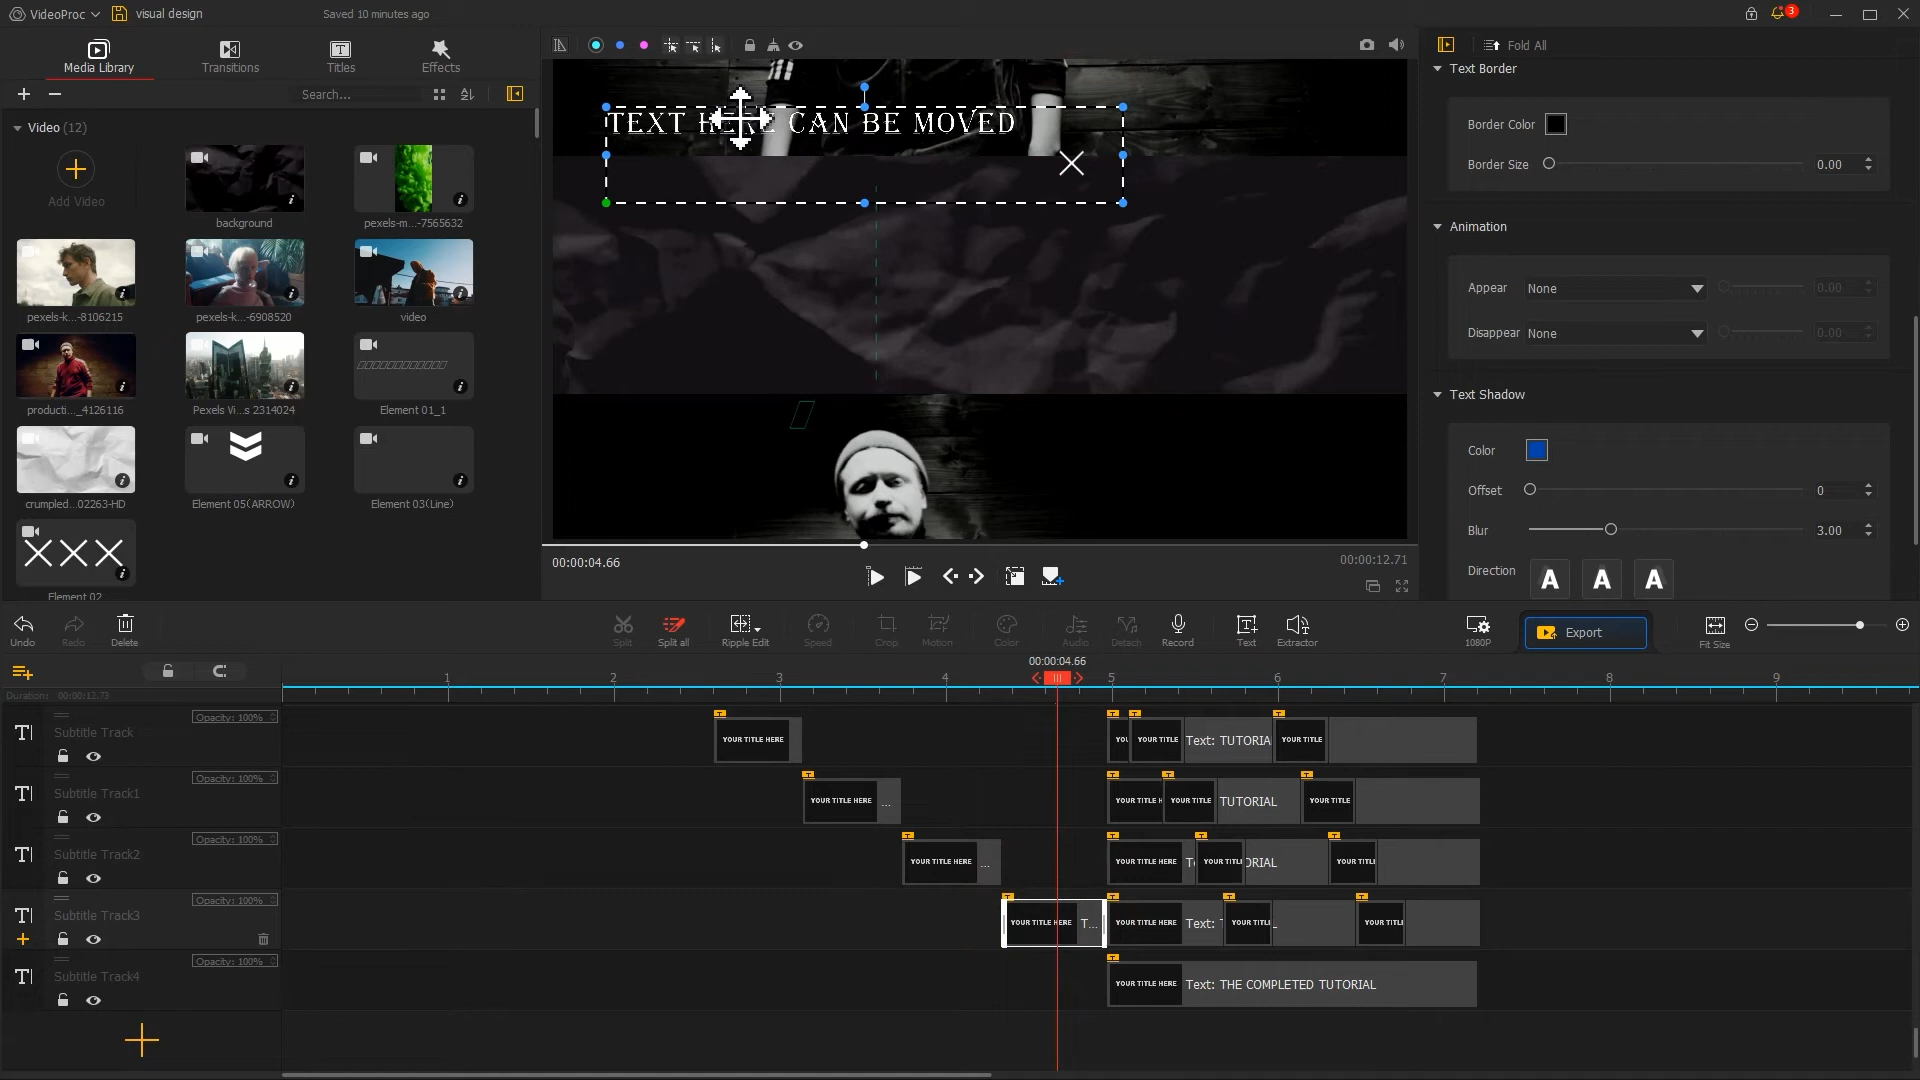 VideoProc
visual design
Saved 10 minutes ago
3
Media Library
Transitions
Titles
Effects
Search...
Video (12)
Add Video
background
pexels-m...-7565632
pexels-k...-8106215
pexels-k...-6908520
video
producti..._4126116
Pexels Vi...s 2314024
Element 01_1
crumpled...02263-HD
Element 05(ARROW)
Element 03(Line)
Element 02
TEXT HERE CAN BE MOVED
00:00:04.66
00:00:12.71
Fold All
Text Border
Border Color
Border Size
0.00
Animation
Appear
None
0.00
Disappear
None
0.00
Text Shadow
Color
Offset
0
Blur
3.00
Direction
A
A
A
Undo
Redo
Delete
Split
Split all
Ripple Edit
Speed
Crop
Motion
Color
Audio
Detach
Record
Text
Extractor
1080P
Export
Fit Size
00:00:04.66
1
2
3
4
5
6
7
8
9
Duration: 00:00:12.73
Subtitle Track
Opacity: 100%
YOUR TITLE HERE
YOU
YOUR TITLE
Text: TUTORIA
YOUR TITLE
Subtitle Track1
Opacity: 100%
YOUR TITLE HERE
...
YOUR TITLE H
YOUR TITLE
TUTORIAL
YOUR TITLE
Subtitle Track2
Opacity: 100%
YOUR TITLE HERE
...
YOUR TITLE HERE
T
YOUR TITLE
ORIAL
YOUR TITL
Subtitle Track3
Opacity: 100%
YOUR TITLE HERE
T...
YOUR TITLE HERE
Text:
YOUR TITL
YOUR TITL
Subtitle Track4
Opacity: 100%
YOUR TITLE HERE
Text: THE COMPLETED TUTORIAL